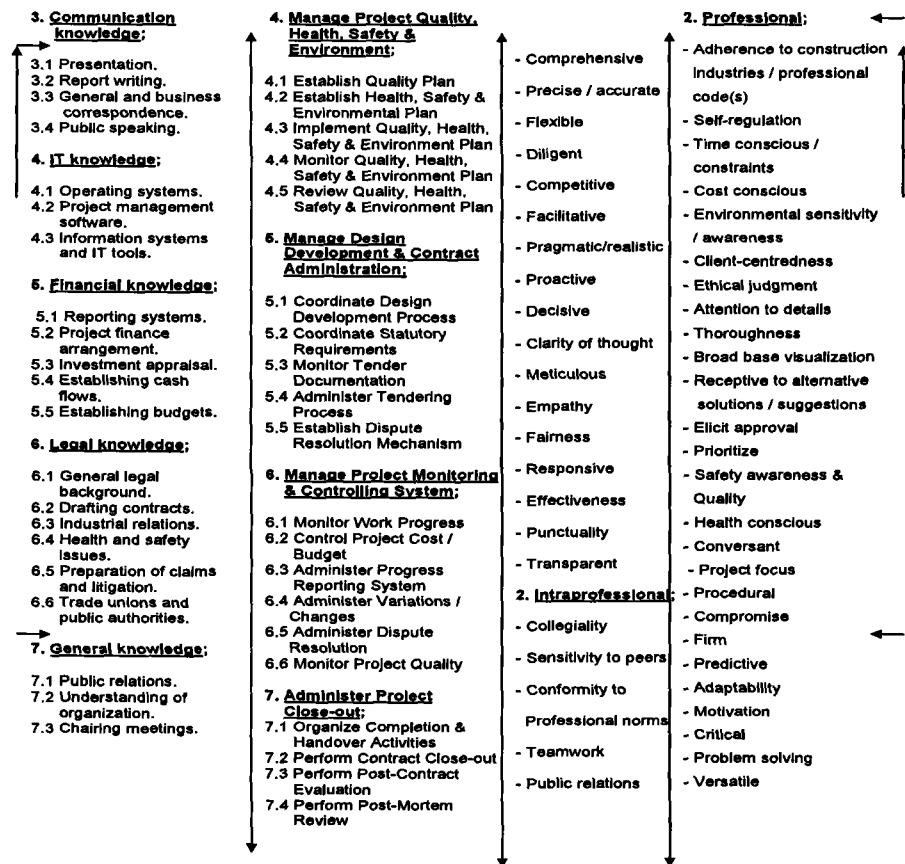 3. Communication
knowledge;
3.1 Presentation.
3.2 Report writing.
3.3 General and business
correspondence.
3.4 Public speaking.
4. IT knowledge;
4.1 Operating systems.
4.2 Project management
software.
4.3 Information systems
and IT tools.
5. Financial knowledge;
5.1 Reporting systems.
5.2 Project finance
arrangement.
5.3 Investment appraisal.
5.4 Establishing cash
flows.
5.5 Establishing budgets.
6. Legal knowledge;
6.1 General legal
background.
6.2 Drafting contracts.
6.3 Industrial relations.
6.4 Health and safety
issues.
6.5 Preparation of claims
and litigation.
6.6 Trade unions and
public authorities.
7. General knowledge;
7.1 Public relations.
7.2 Understanding of
organization.
7.3 Chairing meetings.
4. Manage Project Quality,
Health, Safety &
Environment;
4.1 Establish Quality Plan
4.2 Establish Health, Safety &
Environmental Plan
4.3 Implement Quality, Health,
Safety & Environment Plan
4.4 Monitor Quality, Health,
Safety & Environment Plan
4.5 Review Quality, Health,
Safety & Environment Plan
5. Manage Design
Development & Contract
Administration;
5.1 Coordinate Design
Development Process
5.2 Coordinate Statutory
Requirements
5.3 Monitor Tender
Documentation
5.4 Administer Tendering
Process
5.5 Establish Dispute
Resolution Mechanism
6. Manage Project Monitoring
& Controlling System;
6.1 Monitor Work Progress
6.2 Control Project Cost /
Budget
6.3 Administer Progress
Reporting System
6.4 Administer Variations /
Changes
6.5 Administer Dispute
Resolution
6.6 Monitor Project Quality
7. Administer Project
Close-out;
7.1 Organize Completion &
Handover Activities
7.2 Perform Contract Close-out
7.3 Perform Post-Contract
Evaluation
7.4 Perform Post-Mortem
Review
- Comprehensive
- Precise / accurate
- Flexible
- Diligent
- Competitive
- Facilitative
- Pragmatic/realistic
- Proactive
- Decisive
- Clarity of thought
- Meticulous
- Empathy
- Fairness
- Responsive
- Effectiveness
- Punctuality
- Transparent
2. Intraprofessional;
- Collegiality
- Sensitivity to peers
- Conformity to
Professional norms
- Teamwork
- Public relations
2. Professional;
- Adherence to construction
Industries / professional
code(s)
- Self-regulation
- Time conscious /
constraints
- Cost conscious
- Environmental sensitivity
/ awareness
- Client-centredness
- Ethical judgment
- Attention to details
- Thoroughness
- Broad base visualization
- Receptive to alternative
solutions / suggestions
- Elicit approval
- Prioritize
- Safety awareness &
Quality
- Health conscious
- Conversant
- Project focus
- Procedural
- Compromise
- Firm
- Predictive
- Adaptability
- Motivation
- Critical
- Problem solving
- Versatile